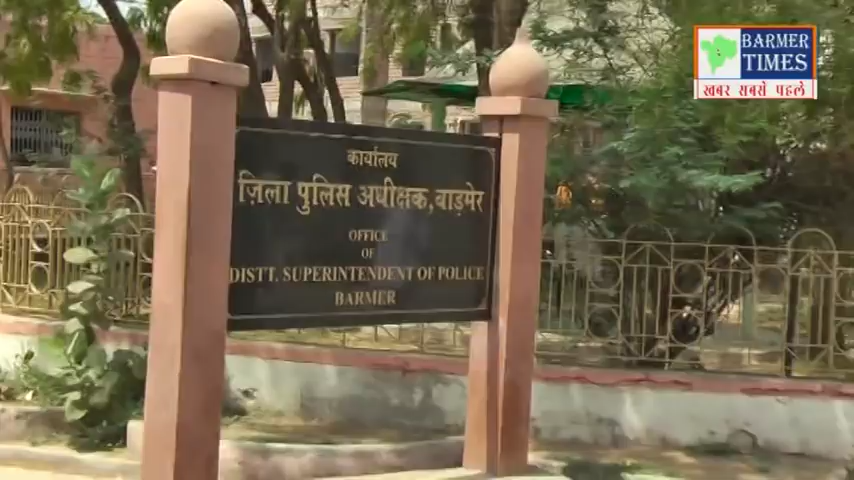 BARMER
TIMES
खबर सबसे पहले
कार्यालय
ज़िला पुलिस अधीक्षक,बाड़मेर
OFFICE
OF
DISTT. SUPERINTENDENT OF POLICE
BARMER